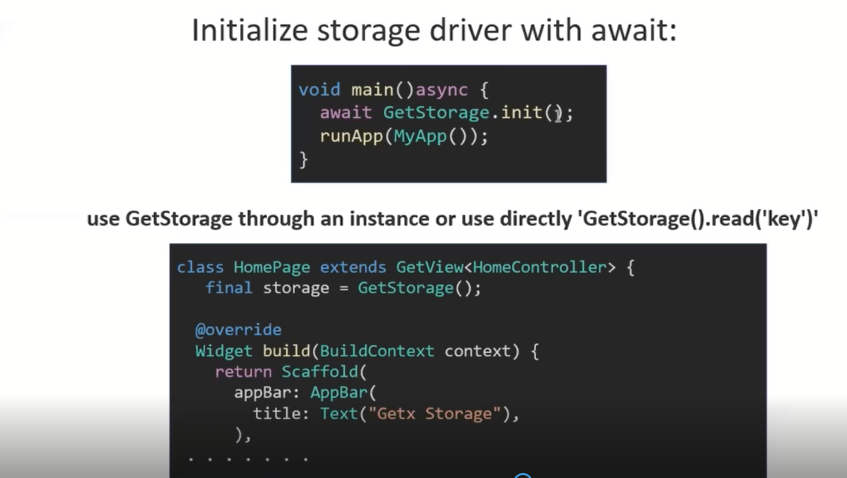 Initialize storage driver with await:
void main()async {
await GetStorage.init();
runApp(MyApp());
}
use GetStorage through an instance or use directly 'GetStorage().read('key')'
class HomePage extends GetView<HomeController> {
final storage = GetStorage();
@override
Widget build(BuildContext context) {
return Scaffold(
appBar: AppBar(
title: Text("Getx Storage"),
),
. . . . . . .